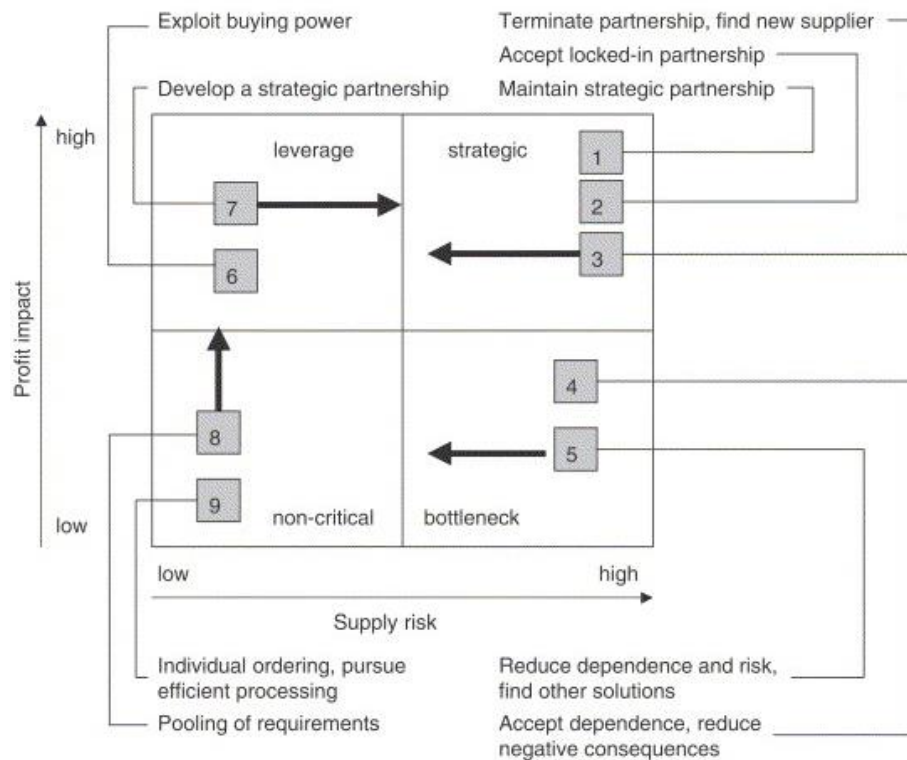 Exploit buying power
Terminate partnership, find new supplier
Accept locked-in partnership
Develop a strategic partnership
Maintain strategic partnership
high
leverage
strategic
1
7
2
3
6
Profit impact
4
8
5
9
low
non-critical
bottleneck
low
high
Supply risk
Individual ordering, pursue
efficient processing
Reduce dependence and risk,
find other solutions
Pooling of requirements
Accept dependence, reduce
negative consequences